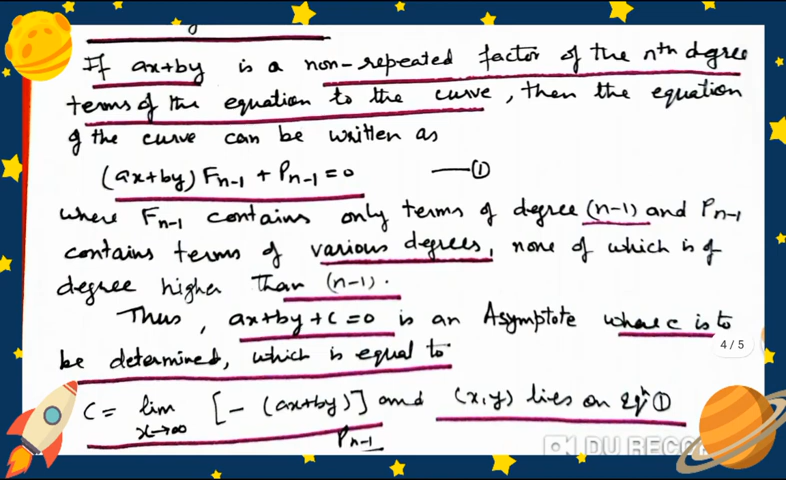 If ax+by is a non-repeated factor of the nth degree
terms of the equation to the curve, then the equation
of the curve can be written as
(ax+by) Fn-1 + Pn-1 = 0 —①
where Fn-1 contains only terms of degree (n-1) and Pn-1
contains terms of various degrees, none of which is of
degree higher than (n-1).
Thus, ax+by+c=0 is an Asymptote where c is to
4/5
be determined, which is equal to
C = lim x→∞ [-(ax+by)] and (x,y) lies on eqn ①
Pn-1
DU RECO